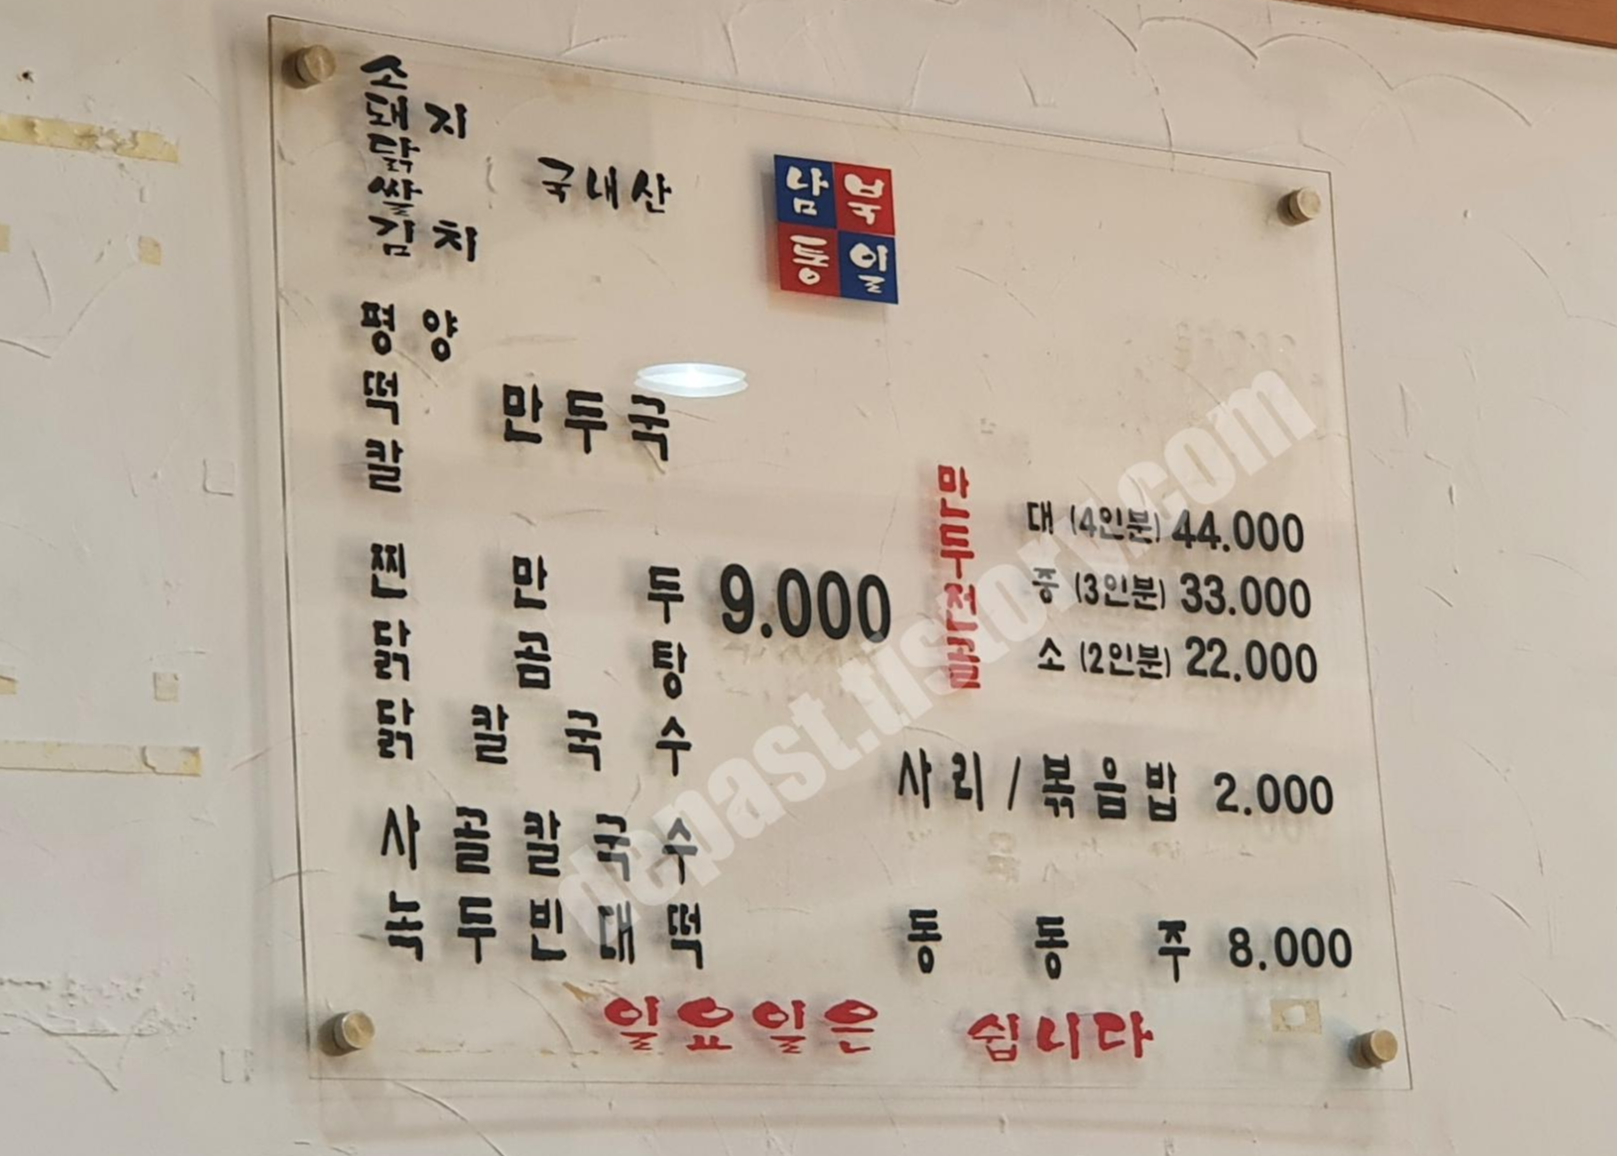 소
돼지
닭
쌀
김치
국내산
남북
통일
평양
떡
칼
만두국
찐만두
닭곰탕
닭칼국수
사골칼국수
녹두빈대떡
9.000
만두전골
대 (4인분) 44.000
중 (3인분) 33.000
소 (2인분) 22.000
사리/볶음밥 2.000
동동주 8.000
일요일은 쉽니다
depast.tistory.com